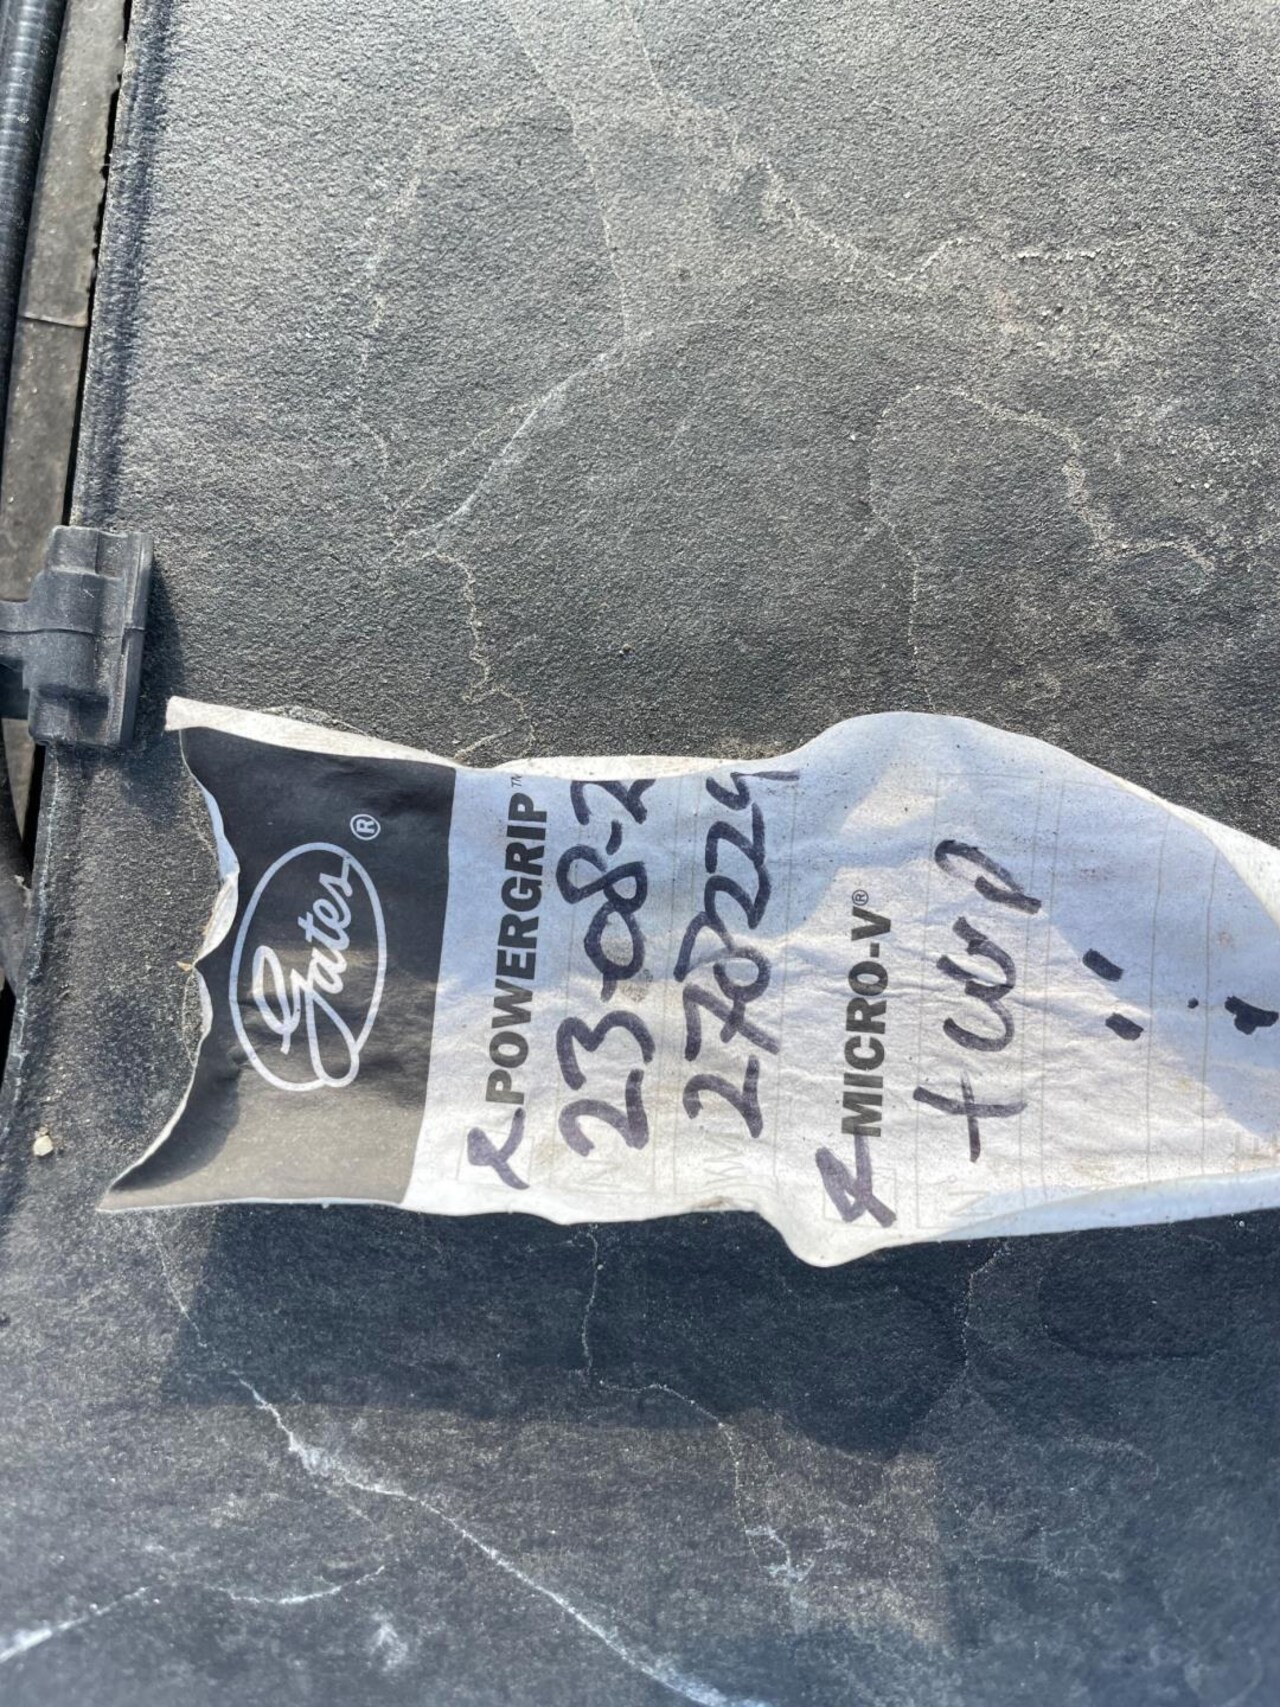 Gates®
POWERGRIP™
23-08-2
270224
MICRO-V®
+ WP